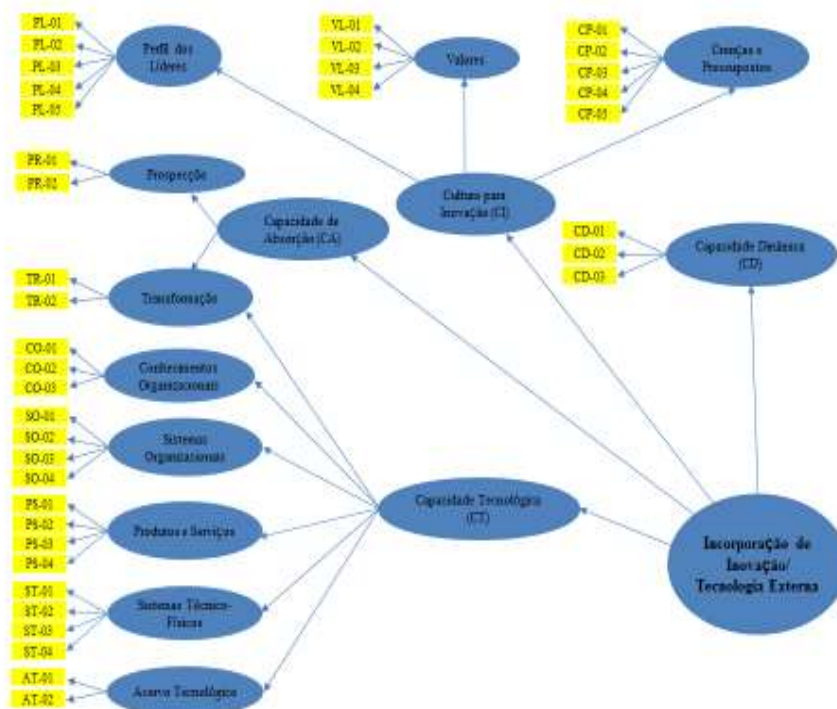 PL-01
PL-02
PL-03
PL-04
PL-05
Perfil dos
Líderes
VL-01
VL-02
VL-03
VL-04
Valores
CP-01
CP-02
CP-03
CP-04
CP-05
Crenças e
Pressupostos
PR-01
PR-02
Prospecção
Capacidade de
Absorção (CA)
Cultura para
Inovação (CI)
CD-01
CD-02
CD-03
Capacidade Dinâmica
(CD)
TR-01
TR-02
Transformação
CO-01
CO-02
CO-03
Conhecimentos
Organizacionais
SO-01
SO-02
SO-03
SO-04
Sistemas
Organizacionais
PS-01
PS-02
PS-03
PS-04
Produtos e Serviços
Capacidade Tecnológica
(CT)
Incorporação de
Inovação/
Tecnologia Externa
ST-01
ST-02
ST-03
ST-04
Sistemas Técnico-
Físicos
AT-01
AT-02
Acervo Tecnológico